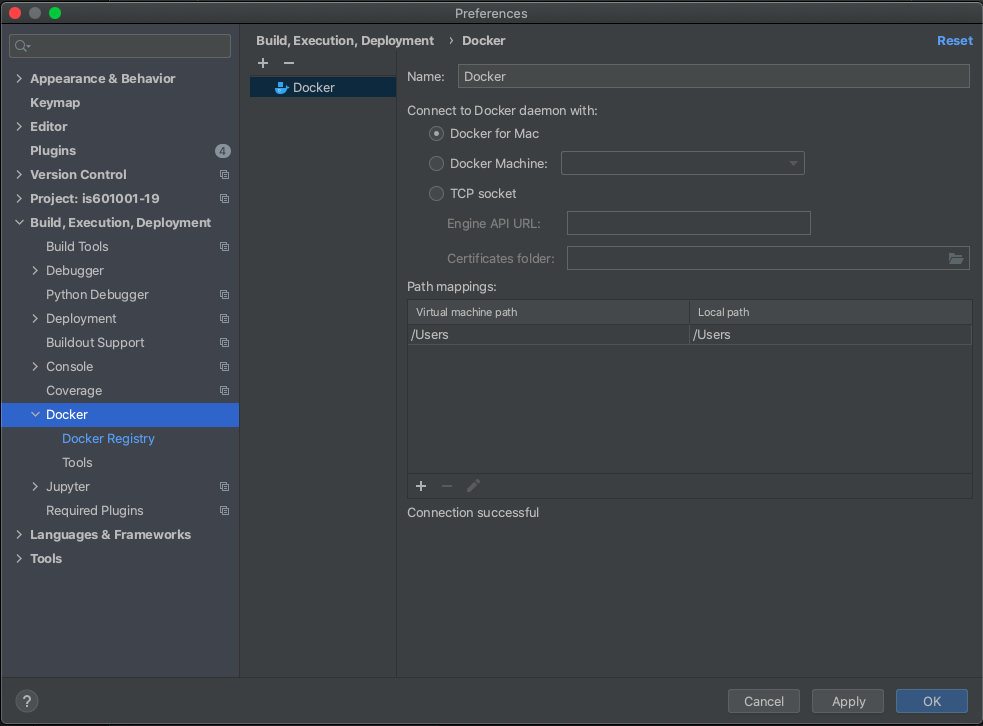 Preferences
Build, Execution, Deployment › Docker
Reset
Appearance & Behavior
Keymap
Editor
Plugins
4
Version Control
Project: is601001-19
Build, Execution, Deployment
Build Tools
Debugger
Python Debugger
Deployment
Buildout Support
Console
Coverage
Docker
Docker Registry
Tools
Jupyter
Required Plugins
Languages & Frameworks
Tools
Docker
Name: Docker
Connect to Docker daemon with:
Docker for Mac
Docker Machine:
TCP socket
Engine API URL:
Certificates folder:
Path mappings:
Virtual machine path Local path
/Users /Users
Connection successful
?
Cancel Apply OK